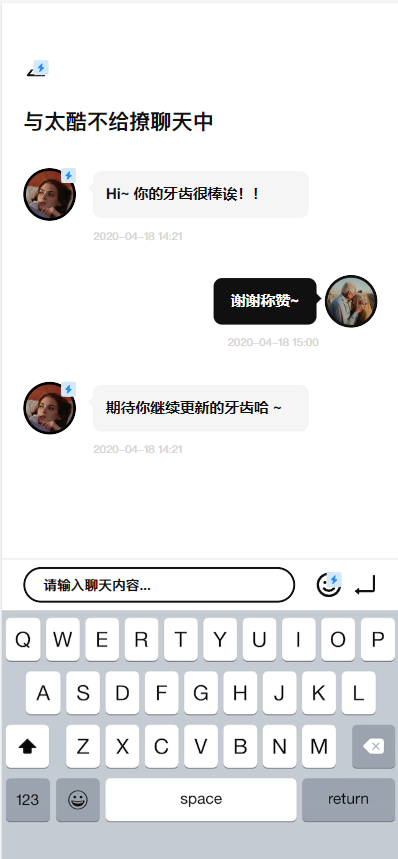 与太酷不给撩聊天中
Hi~ 你的牙齿很棒诶！！
2020-04-18 14:21
谢谢称赞~
2020-04-18 15:00
期待你继续更新的牙齿哈 ~
2020-04-18 14:21
请输入聊天内容...
Q W E R T Y U I O P
A S D F G H J K L
Z X C V B N M
123 space return